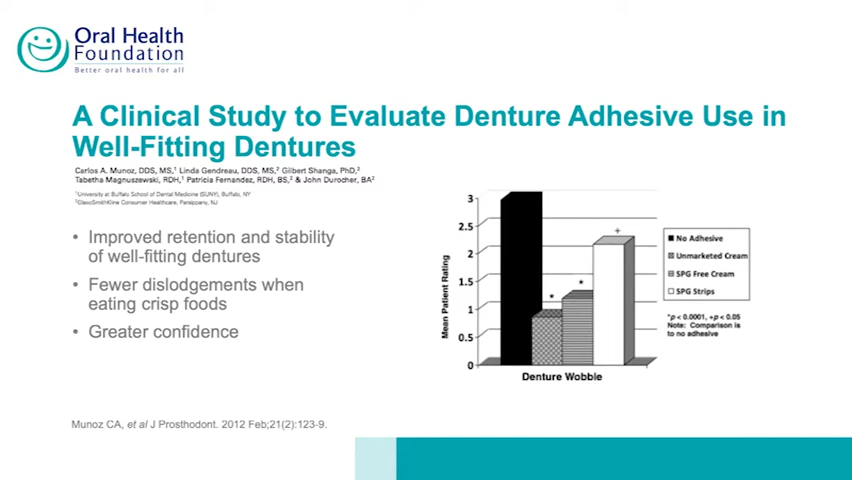 Oral Health
Foundation
Better oral health for all
A Clinical Study to Evaluate Denture Adhesive Use in
Well-Fitting Dentures
Carlos A. Munoz, DDS, MS,¹ Linda Gendreau, DDS, MS,² Gilbert Shanga, PhD,²
Tabetha Magnuszewski, RDH,¹ Patricia Fernandez, RDH, BS,² & John Durocher, BA²
¹University at Buffalo School of Dental Medicine (SUNY), Buffalo, NY
²GlaxoSmithKline Consumer Healthcare, Parsippany, NJ
• Improved retention and stability
of well-fitting dentures
• Fewer dislodgements when
eating crisp foods
• Greater confidence
Mean Patient Rating
3
2.5
2
1.5
1
0.5
0
*
*
+
Denture Wobble
No Adhesive
Unmarketed Cream
SPG Free Cream
SPG Strips
*p < 0.0001, +p < 0.05
Note: Comparison is
to no adhesive
Munoz CA, et al J Prosthodont. 2012 Feb;21(2):123-9.